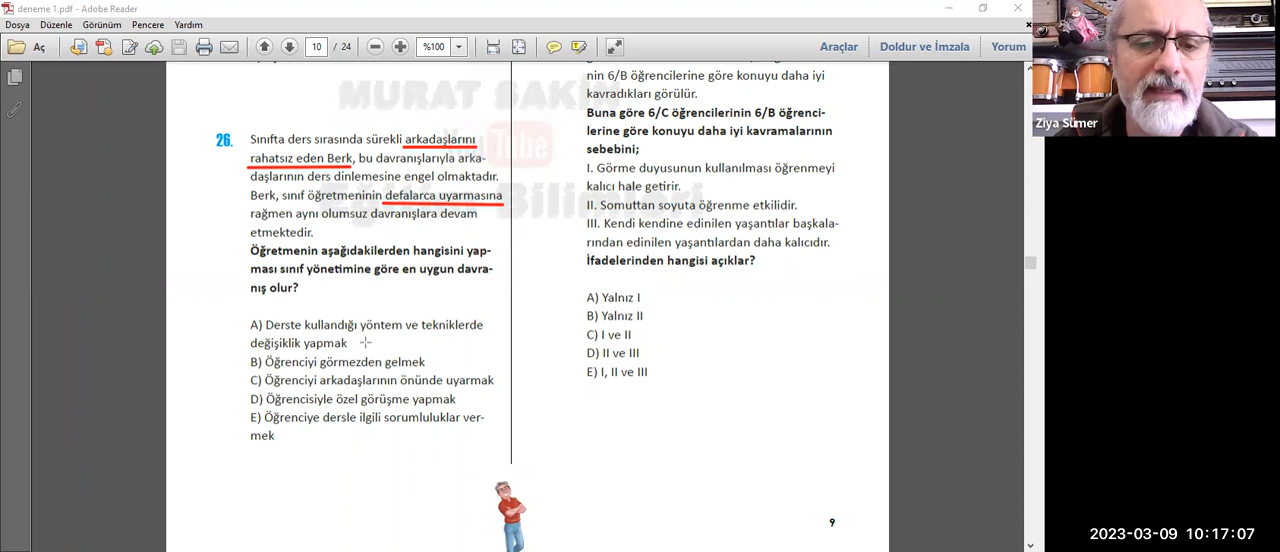 deneme 1.pdf - Adobe Reader
Dosya Düzenle Görünüm Pencere Yardım
Aç 10 / 24 %100 Araçlar Doldur ve İmzala Yorum
MURAT SAKİN
YouTube
Eğitim Bilimleri
26. Sınıfta ders sırasında sürekli arkadaşlarını
rahatsız eden Berk, bu davranışlarıyla arka-
daşlarının ders dinlemesine engel olmaktadır.
Berk, sınıf öğretmeninin defalarca uyarmasına
rağmen aynı olumsuz davranışlara devam
etmektedir.
Öğretmenin aşağıdakilerden hangisini yap-
ması sınıf yönetimine göre en uygun davra-
nış olur?
A) Derste kullandığı yöntem ve tekniklerde
değişiklik yapmak
B) Öğrenciyi görmezden gelmek
C) Öğrenciyi arkadaşlarının önünde uyarmak
D) Öğrencisiyle özel görüşme yapmak
E) Öğrenciye dersle ilgili sorumluluklar ver-
mek
nin 6/B öğrencilerine göre konuyu daha iyi
kavradıkları görülür.
Buna göre 6/C öğrencilerinin 6/B öğrenci-
lerine göre konuyu daha iyi kavramalarının
sebebini;
I. Görme duyusunun kullanılması öğrenmeyi
kalıcı hale getirir.
II. Somuttan soyuta öğrenme etkilidir.
III. Kendi kendine edinilen yaşantılar başkala-
rından edinilen yaşantılardan daha kalıcıdır.
İfadelerinden hangisi açıklar?
A) Yalnız I
B) Yalnız II
C) I ve II
D) II ve III
E) I, II ve III
9
Ziya Sümer
2023-03-09 10:17:07